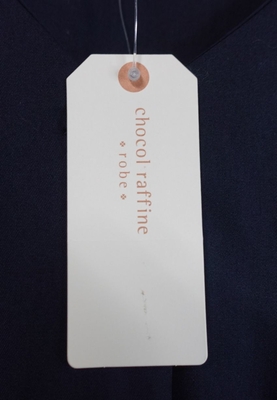 chocol raffine
❖ robe ❖